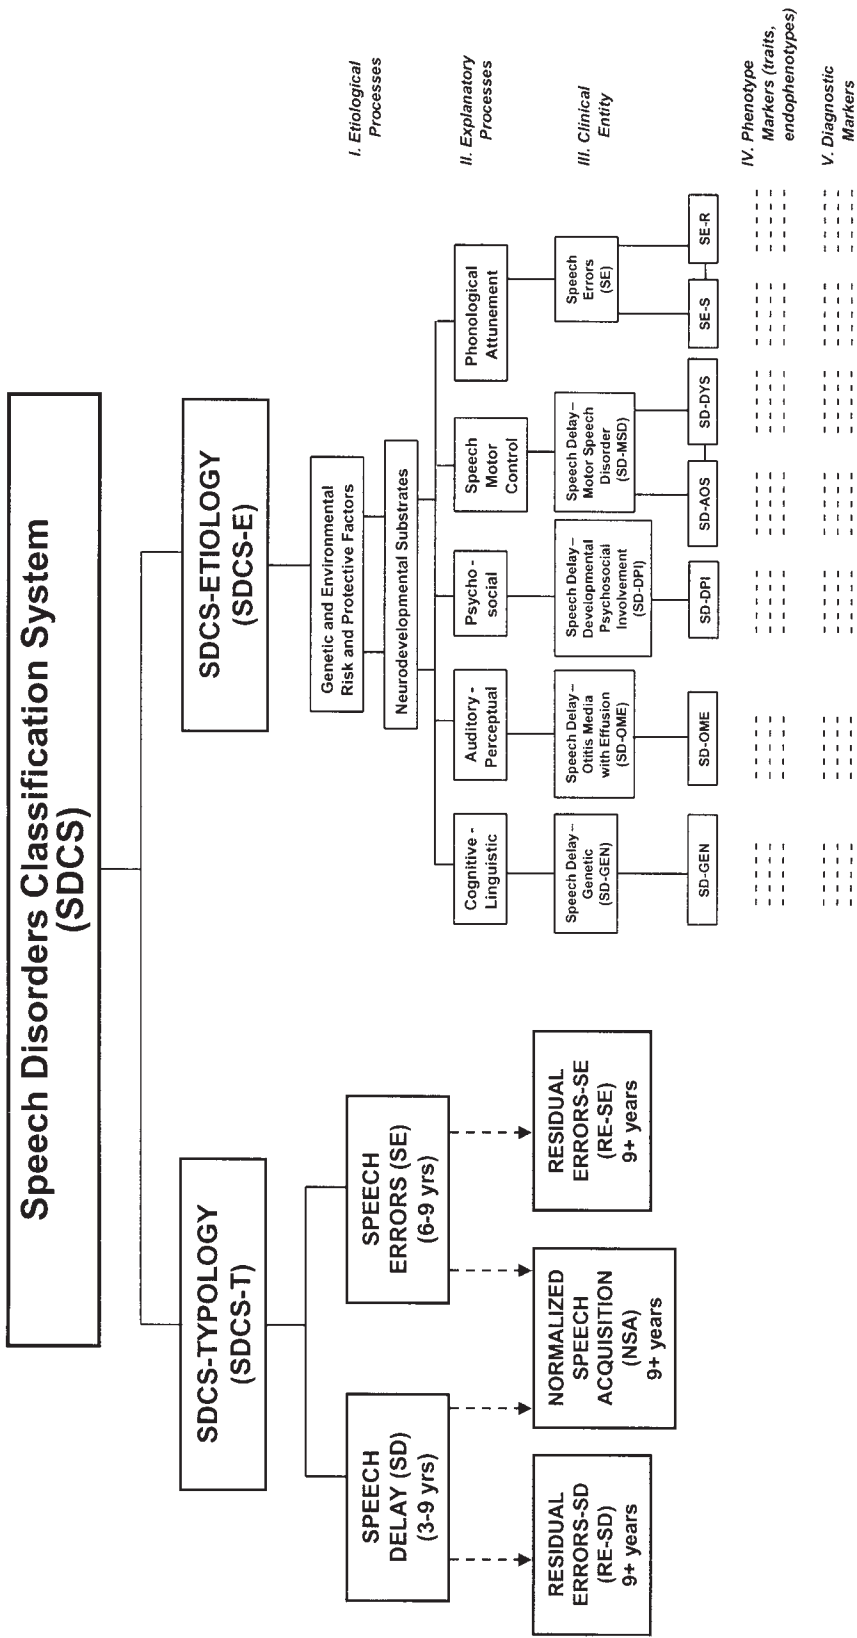 Speech Disorders Classification System
(SDCS)
SDCS-TYPOLOGY
(SDCS-T)
SPEECH
DELAY (SD)
(3-9 yrs)
SPEECH
ERRORS (SE)
(6-9 yrs)
RESIDUAL
ERRORS-SD
(RE-SD)
9+ years
NORMALIZED
SPEECH
ACQUISITION
(NSA)
9+ years
RESIDUAL
ERRORS-SE
(RE-SE)
9+ years
SDCS-ETIOLOGY
(SDCS-E)
Genetic and Environmental
Risk and Protective Factors
Neurodevelopmental Substrates
I. Etiological
Processes
Cognitive -
Linguistic
Auditory -
Perceptual
Psycho -
social
Speech
Motor
Control
Phonological
Attunement
II. Explanatory
Processes
Speech Delay–
Genetic
(SD-GEN)
Speech Delay–
Otitis Media
with Effusion
(SD-OME)
Speech Delay–
Developmental
Psychosocial
Involvement
(SD-DPI)
Speech Delay–
Motor Speech
Disorder
(SD-MSD)
Speech
Errors
(SE)
III. Clinical
Entity
SD-GEN
SD-OME
SD-DPI
SD-AOS
SD-DYS
SE-S
SE-R
IV. Phenotype
Markers (traits,
endophenotypes)
V. Diagnostic
Markers